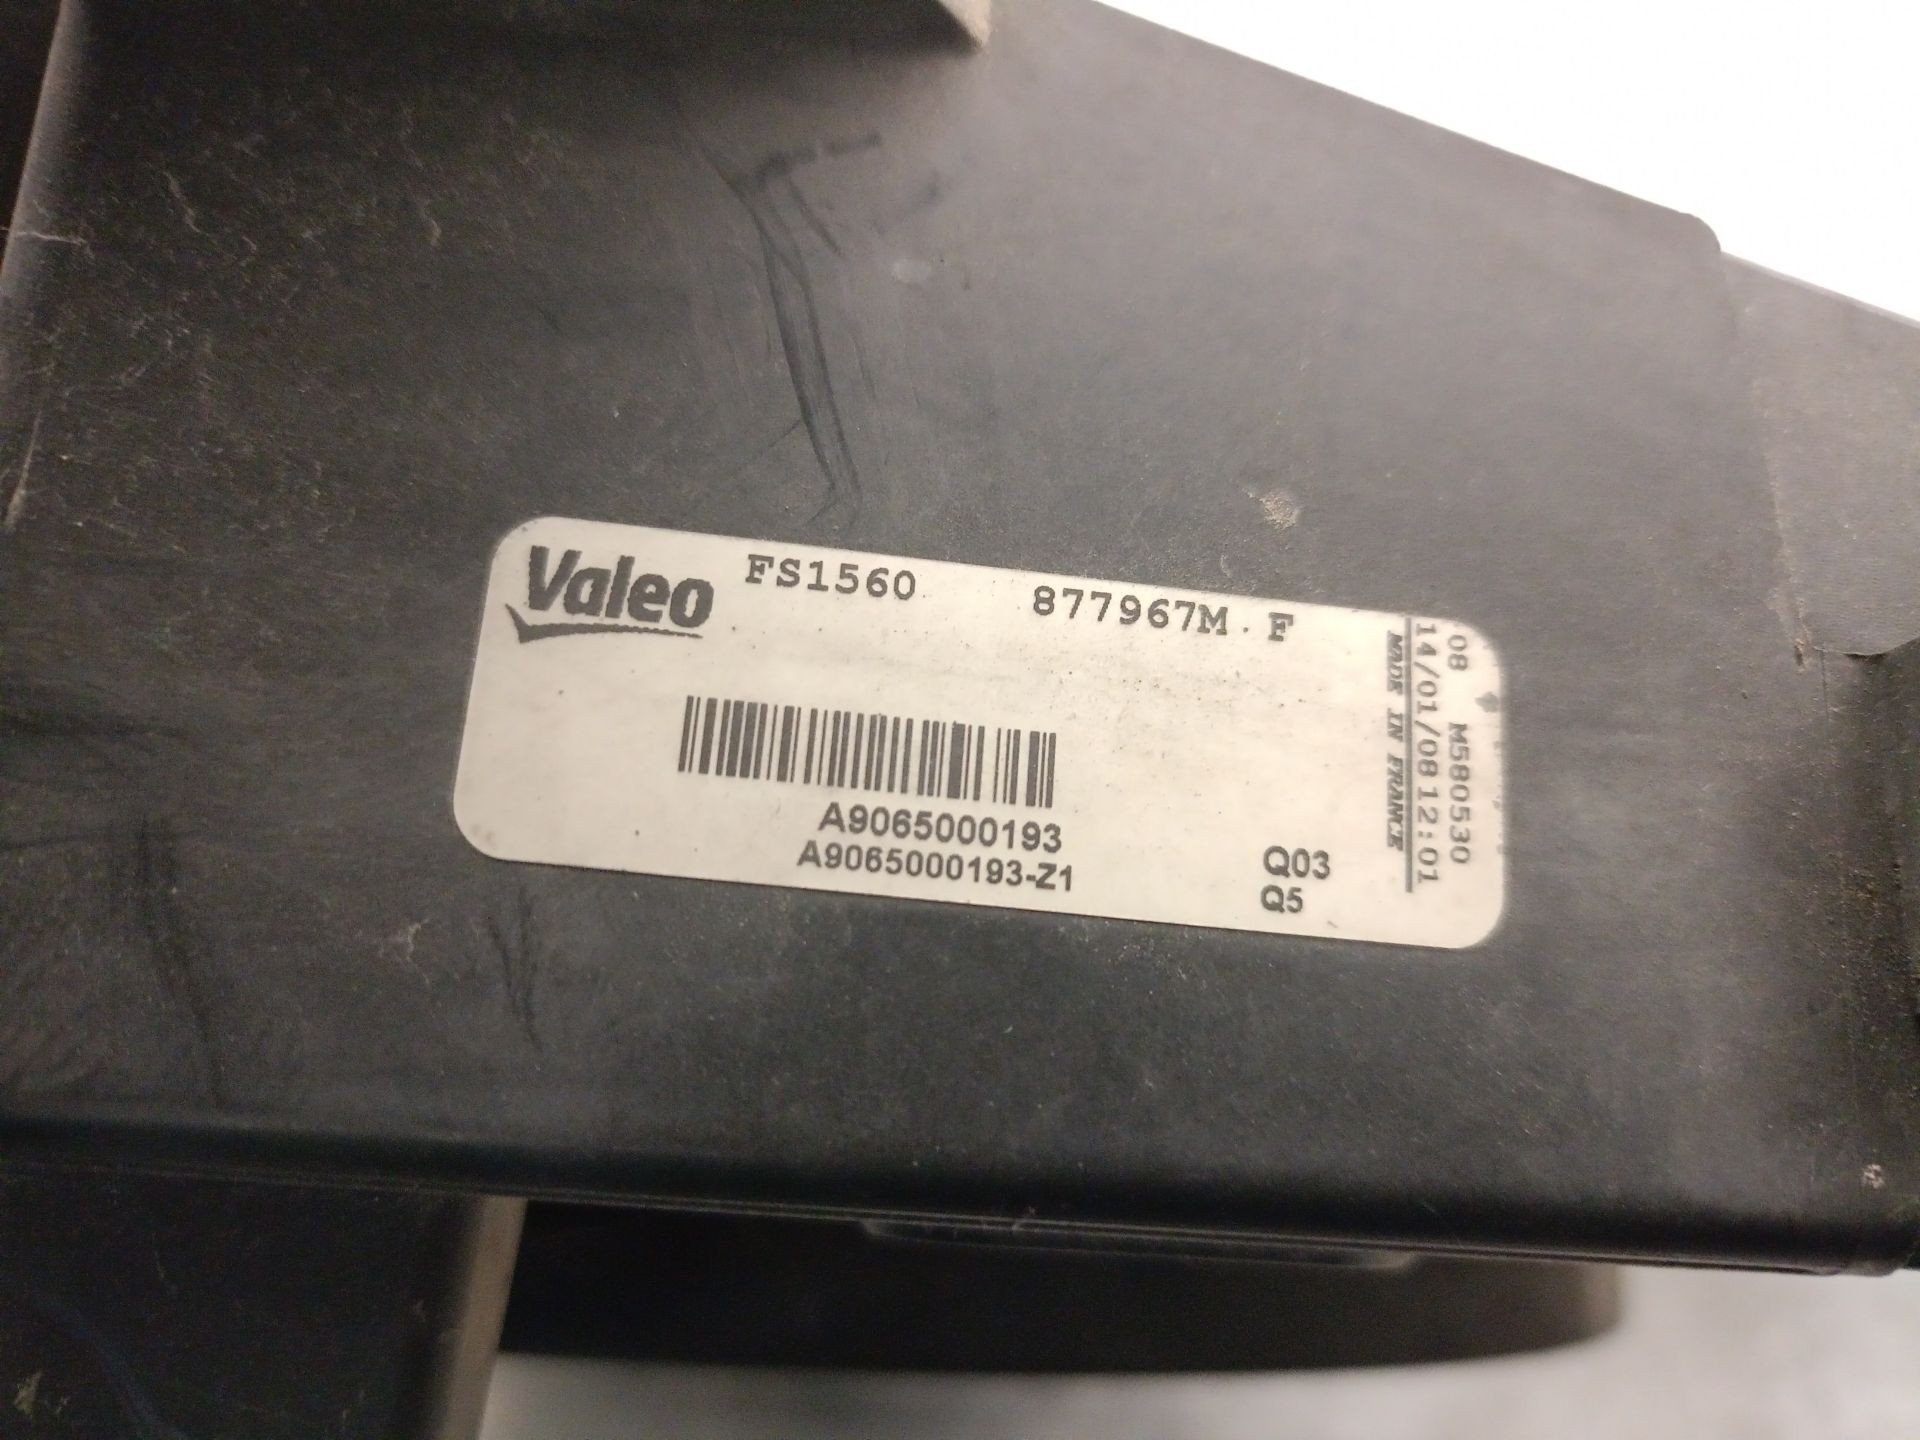 Valeo FS1560 877967M F
A9065000193
A9065000193-Z1
Q03
Q5
08 M580530
14/01/08 12:01
MADE IN FRANCE